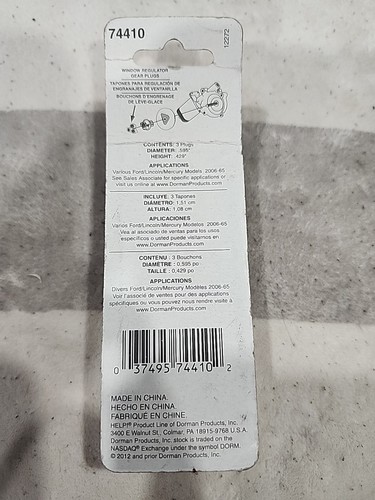 74410
12272
WINDOW REGULATOR
GEAR PLUGS
TAPONES PARA REGULACIÓN DE
ENGRANAJES DE VENTANILLA
BOUCHONS D'ENGRENAGE
DE LÈVE-GLACE
CONTENTS: 3 Plugs
DIAMETER: .595"
HEIGHT: .429"
APPLICATIONS
Various Ford/Lincoln/Mercury Models 2006-65
See Sales Associate for specific applications or
visit us online at www.DormanProducts.com
INCLUYE: 3 Tapones
DIÁMETRO: 1,51 cm
ALTURA: 1,08 cm
APLICACIONES
Varios Ford/Lincoln/Mercury Modelos 2006-65
Vea al asociado de ventas para los usos
específicos o usted puede visitarnos en
www.DormanProducts.com
CONTENU : 3 Bouchons
DIAMÈTRE : 0,595 po
TAILLE : 0,429 po
APPLICATIONS
Divers Ford/Lincoln/Mercury Modèles 2006-65
Voir l'associé de ventes pour des applications
spécifiques ou vous pouvez nous rendre visite à
www.DormanProducts.com
0 37495 74410 2
MADE IN CHINA.
HECHO EN CHINA.
FABRIQUÉ EN CHINE.
HELP!® Product Line of Dorman Products, Inc.
3400 E Walnut St., Colmar, PA 18915-9768 U.S.A.
Dorman Products, Inc. stock is traded on the
NASDAQ® Exchange under the symbol DORM.
© 2012 and prior Dorman Products, Inc.